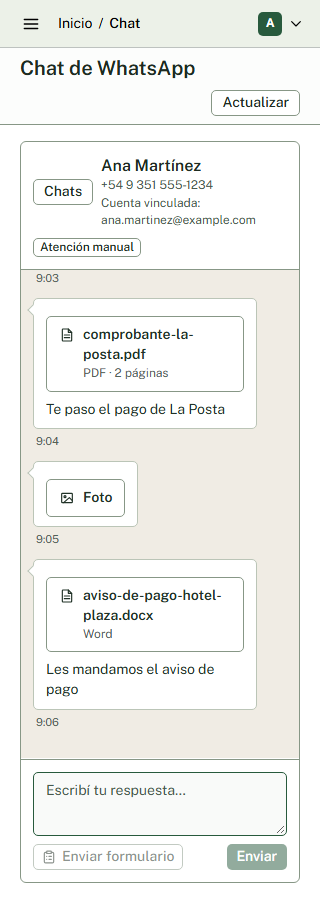 Inicio / Chat
A
Chat de WhatsApp
Actualizar
Chats
Ana Martínez
+54 9 351 555-1234
Cuenta vinculada:
ana.martinez@example.com
Atención manual
9:03
comprobante-la-
posta.pdf
PDF · 2 páginas
Te paso el pago de La Posta
9:04
Foto
9:05
aviso-de-pago-hotel-
plaza.docx
Word
Les mandamos el aviso de
pago
9:06
Escribí tu respuesta...
Enviar formulario
Enviar